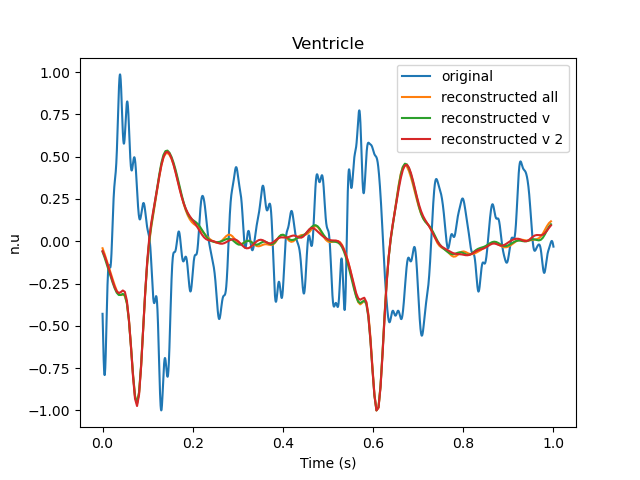 Ventricle
original
reconstructed all
reconstructed v
reconstructed v 2
1.00
0.75
0.50
0.25
0.00
−0.25
−0.50
−0.75
−1.00
n.u
0.0 0.2 0.4 0.6 0.8 1.0
Time (s)